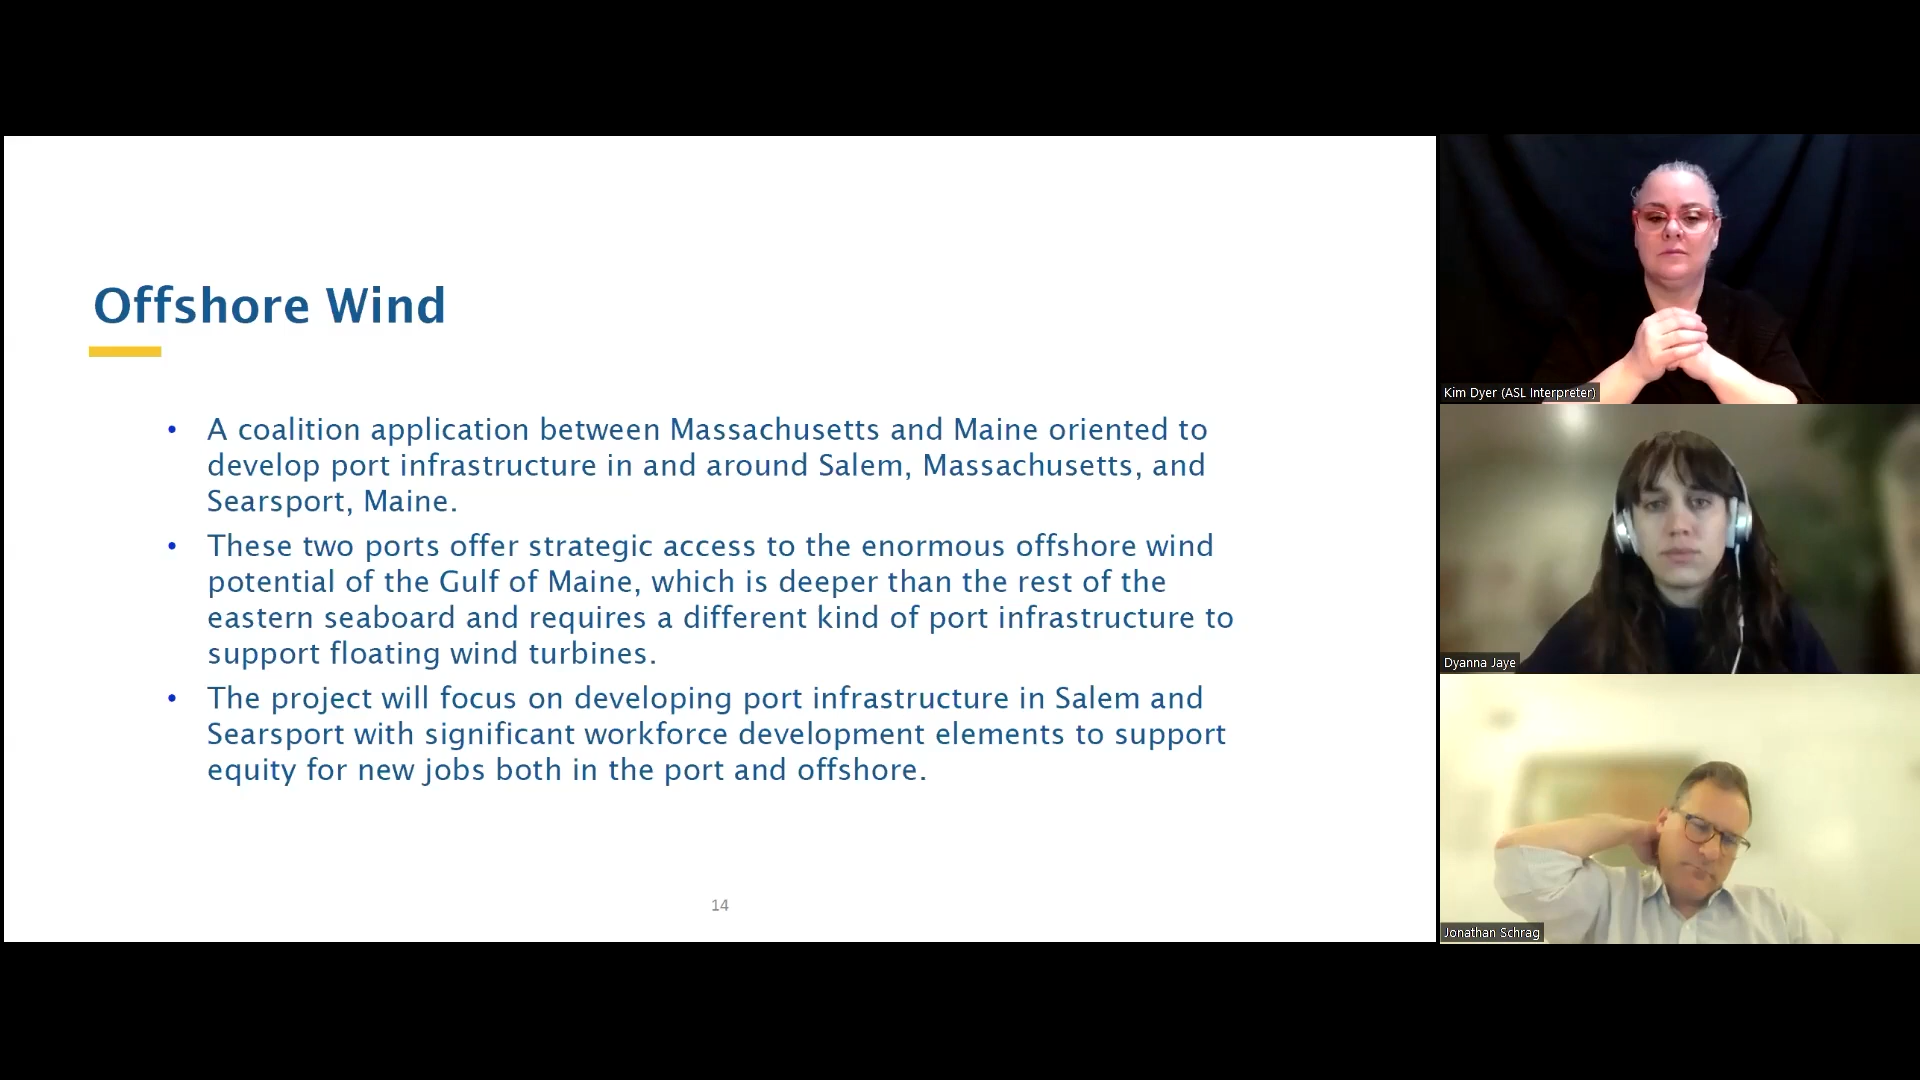 Offshore Wind
• A coalition application between Massachusetts and Maine oriented to
develop port infrastructure in and around Salem, Massachusetts, and
Searsport, Maine.
• These two ports offer strategic access to the enormous offshore wind
potential of the Gulf of Maine, which is deeper than the rest of the
eastern seaboard and requires a different kind of port infrastructure to
support floating wind turbines.
• The project will focus on developing port infrastructure in Salem and
Searsport with significant workforce development elements to support
equity for new jobs both in the port and offshore.
14
Kim Dyer (ASL Interpreter)
Dyanna Jaye
Jonathan Schrag